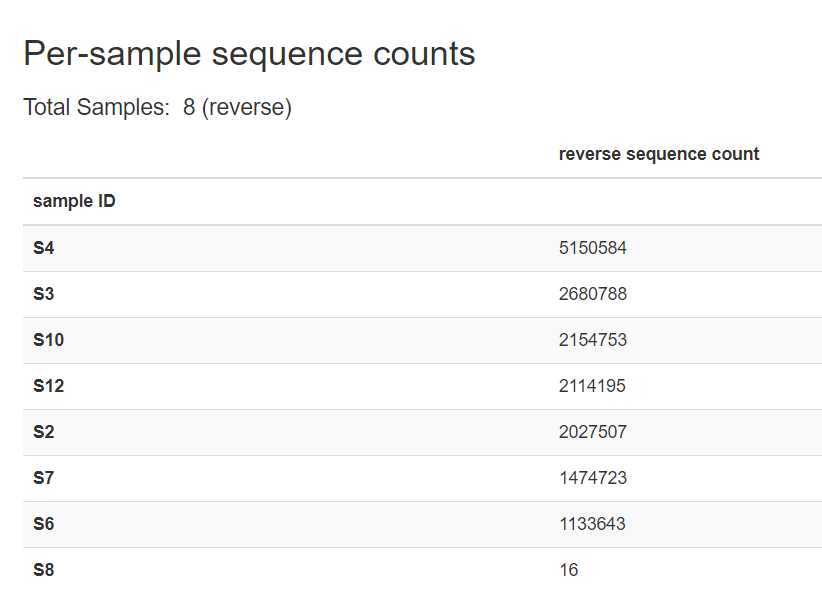 Per-sample sequence counts
Total Samples: 8 (reverse)
reverse sequence count
sample ID
S4 5150584
S3 2680788
S10 2154753
S12 2114195
S2 2027507
S7 1474723
S6 1133643
S8 16